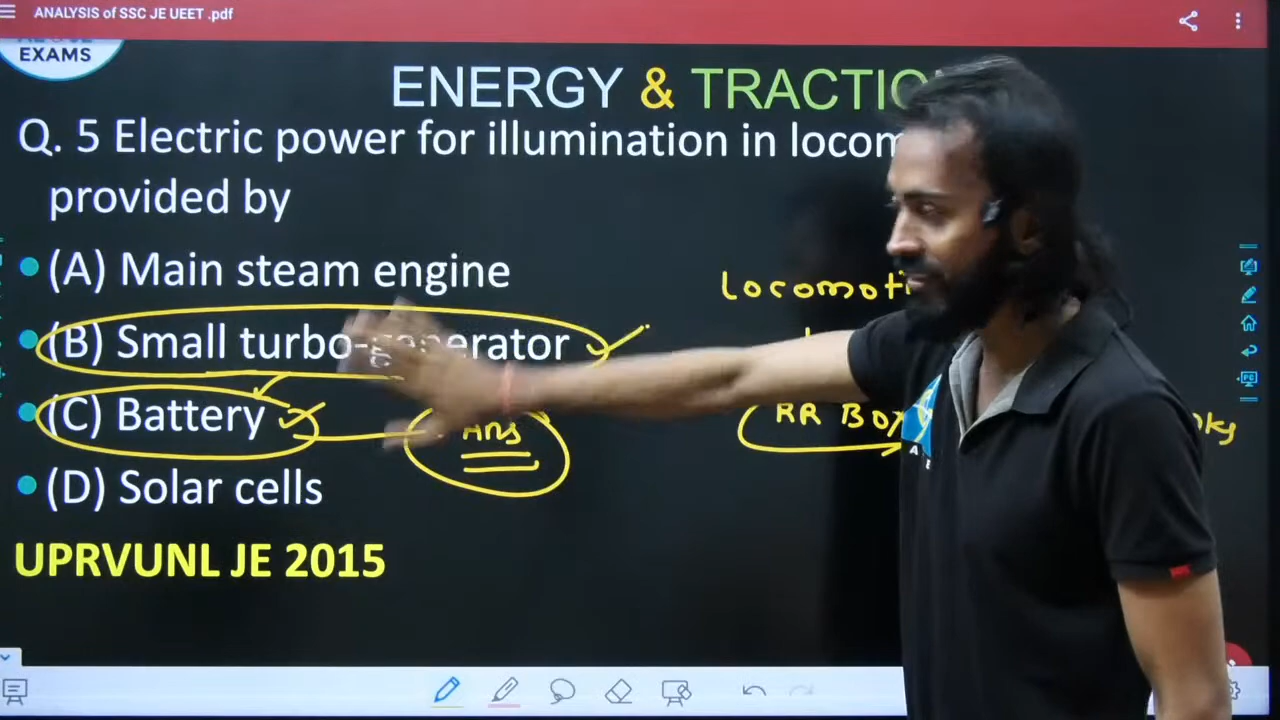 ANALYSIS of SSC JE UEET .pdf
EXAMS
ENERGY & TRACTIO
Q. 5 Electric power for illumination in locom
provided by
(A) Main steam engine
Locomoti
(B) Small turbo-generator
(C) Battery
Ans
RR BOX
(D) Solar cells
UPRVUNL JE 2015